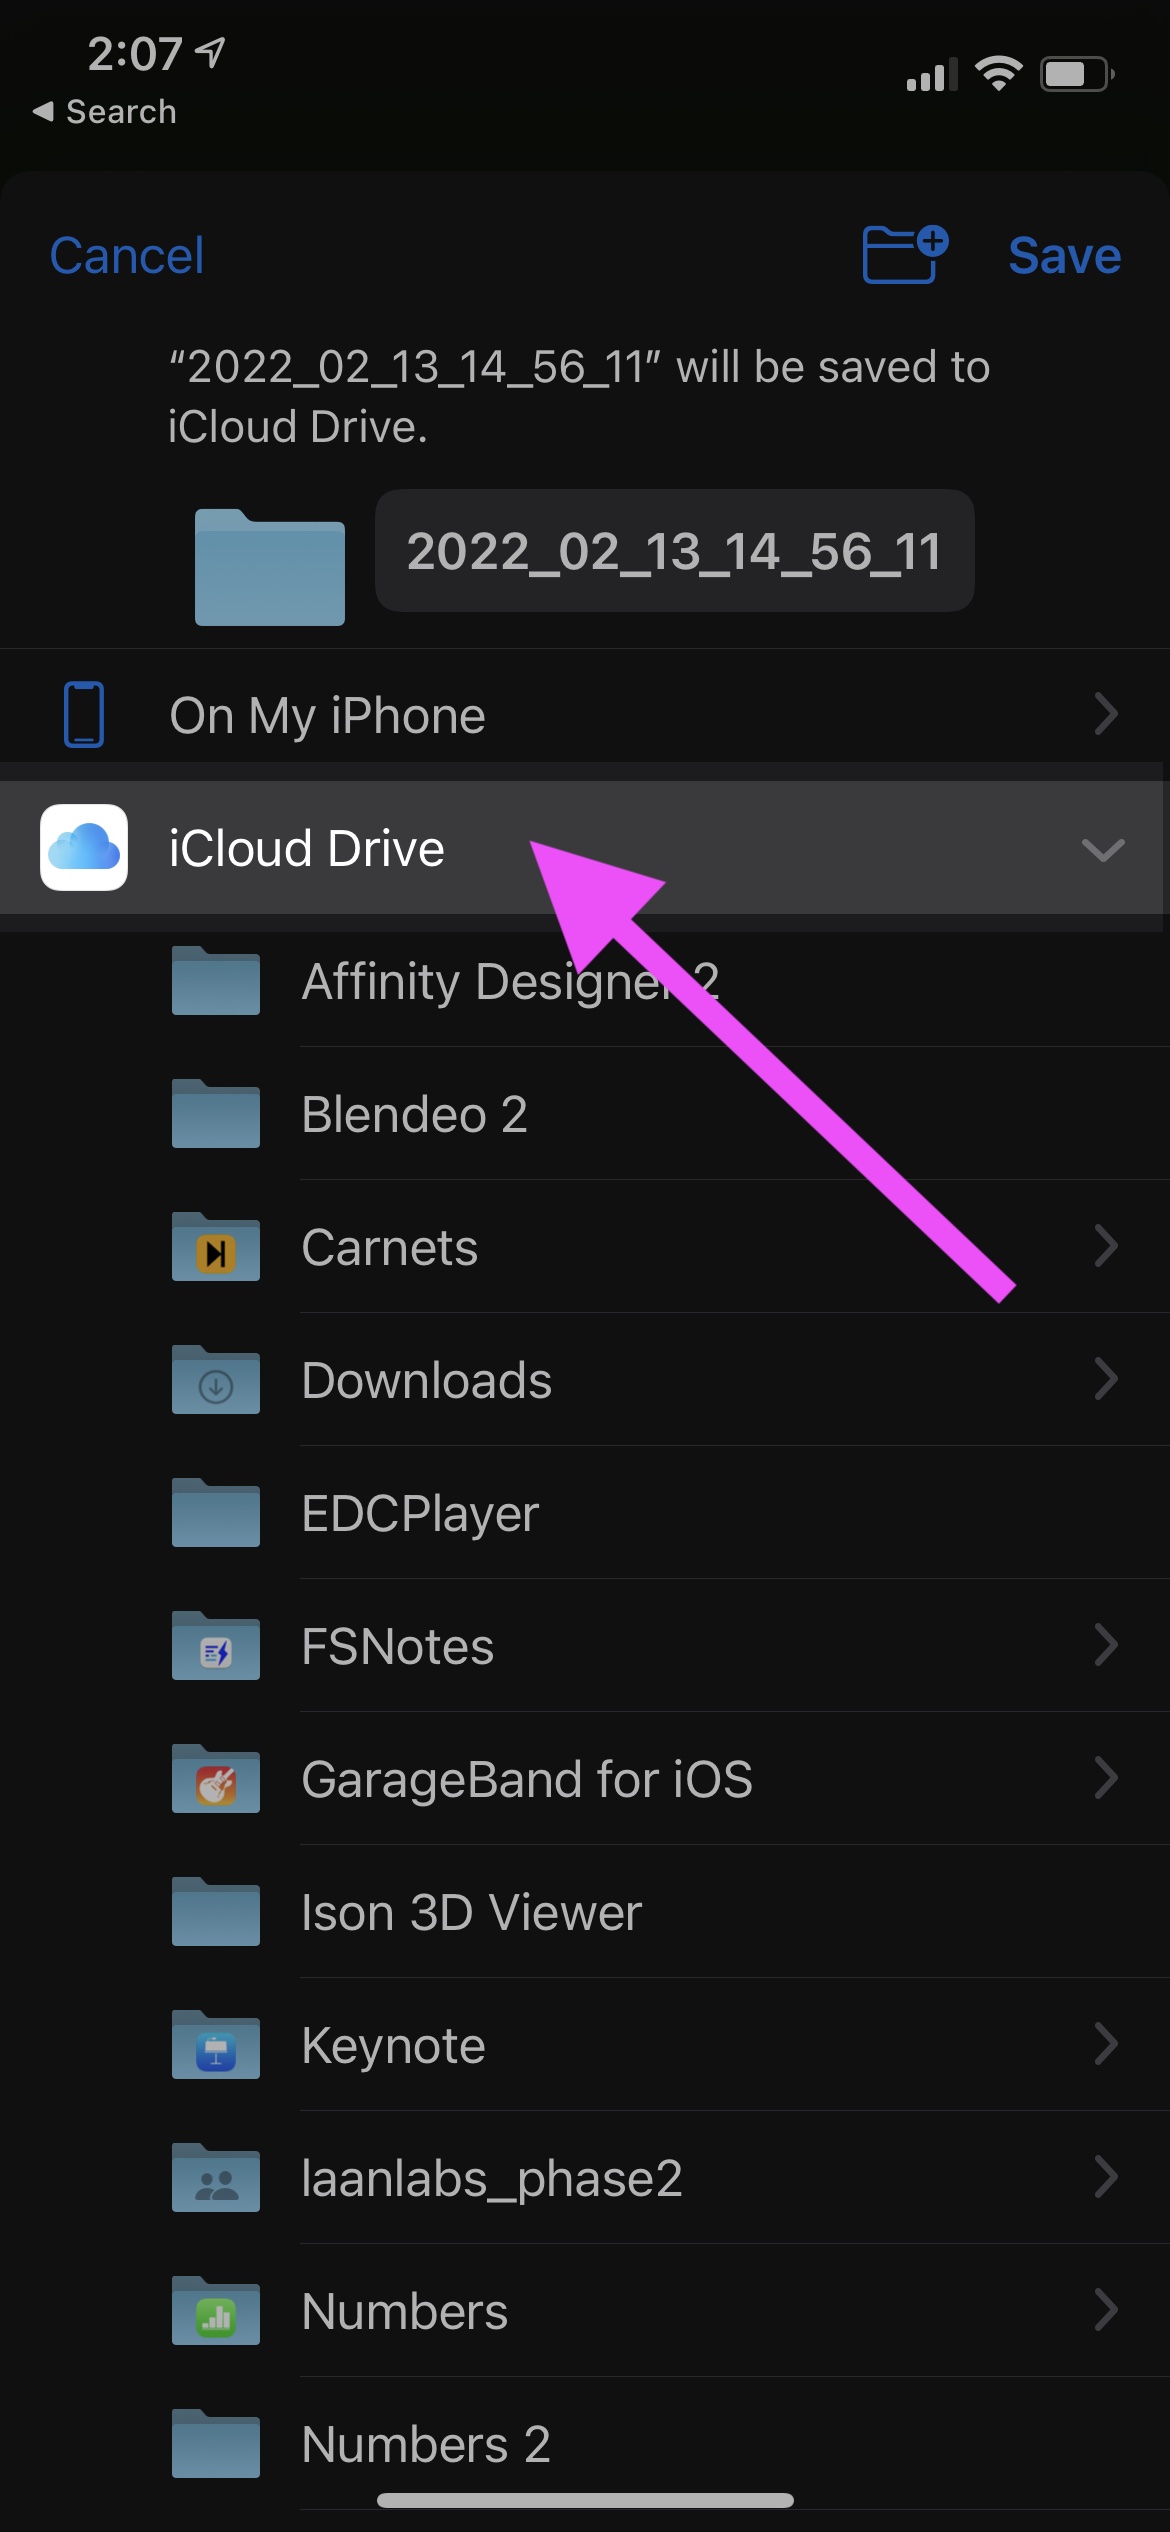 2:07
Search
Cancel
Save
“2022_02_13_14_56_11” will be saved to
iCloud Drive.
2022_02_13_14_56_11
On My iPhone
iCloud Drive
Affinity Designer 2
Blendeo 2
Carnets
Downloads
EDCPlayer
FSNotes
GarageBand for iOS
Ison 3D Viewer
Keynote
laanlabs_phase2
Numbers
Numbers 2